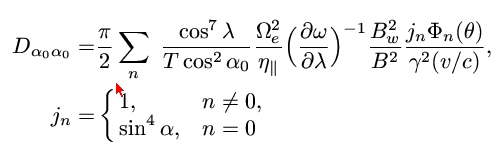 $D_{\alpha_0\alpha_0} = \frac{\pi}{2} \sum_n \frac{\cos^7 \lambda}{T \cos^2 \alpha_0} \frac{\Omega_e^2}{\eta_\parallel} \left( \frac{\partial \omega}{\partial \lambda} \right)^{-1} \frac{B_w^2}{B^2} \frac{j_n \Phi_n(\theta)}{\gamma^2 (v/c)},$
$j_n = \begin{cases} 1, & n \neq 0, \\ \sin^4 \alpha, & n = 0 \end{cases}$